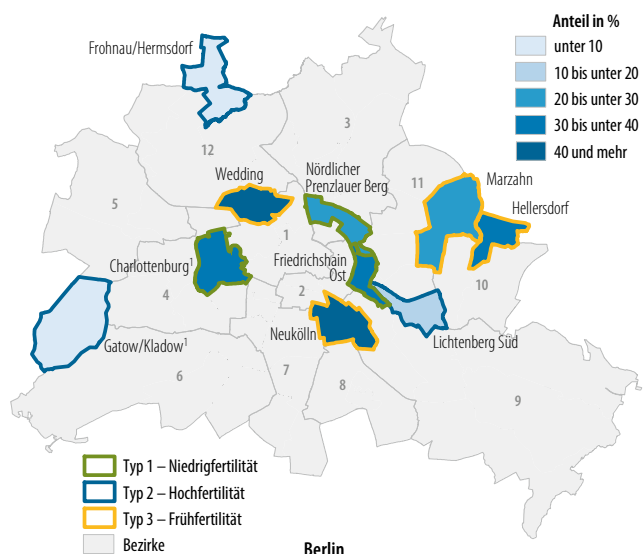 Anteil in %
unter 10
10 bis unter 20
20 bis unter 30
30 bis unter 40
40 und mehr
Frohnau/Hermsdorf
3
12
Wedding
Nördlicher
Prenzlauer Berg
11
Marzahn
Hellersdorf
5
1
Charlottenburg¹
Friedrichshain
Ost
4
2
10
Gatow/Kladow¹
Neukölln
Lichtenberg Süd
6
7
8
9
Typ 1 – Niedrigfertilität
Typ 2 – Hochfertilität
Typ 3 – Frühfertilität
Bezirke
Berlin